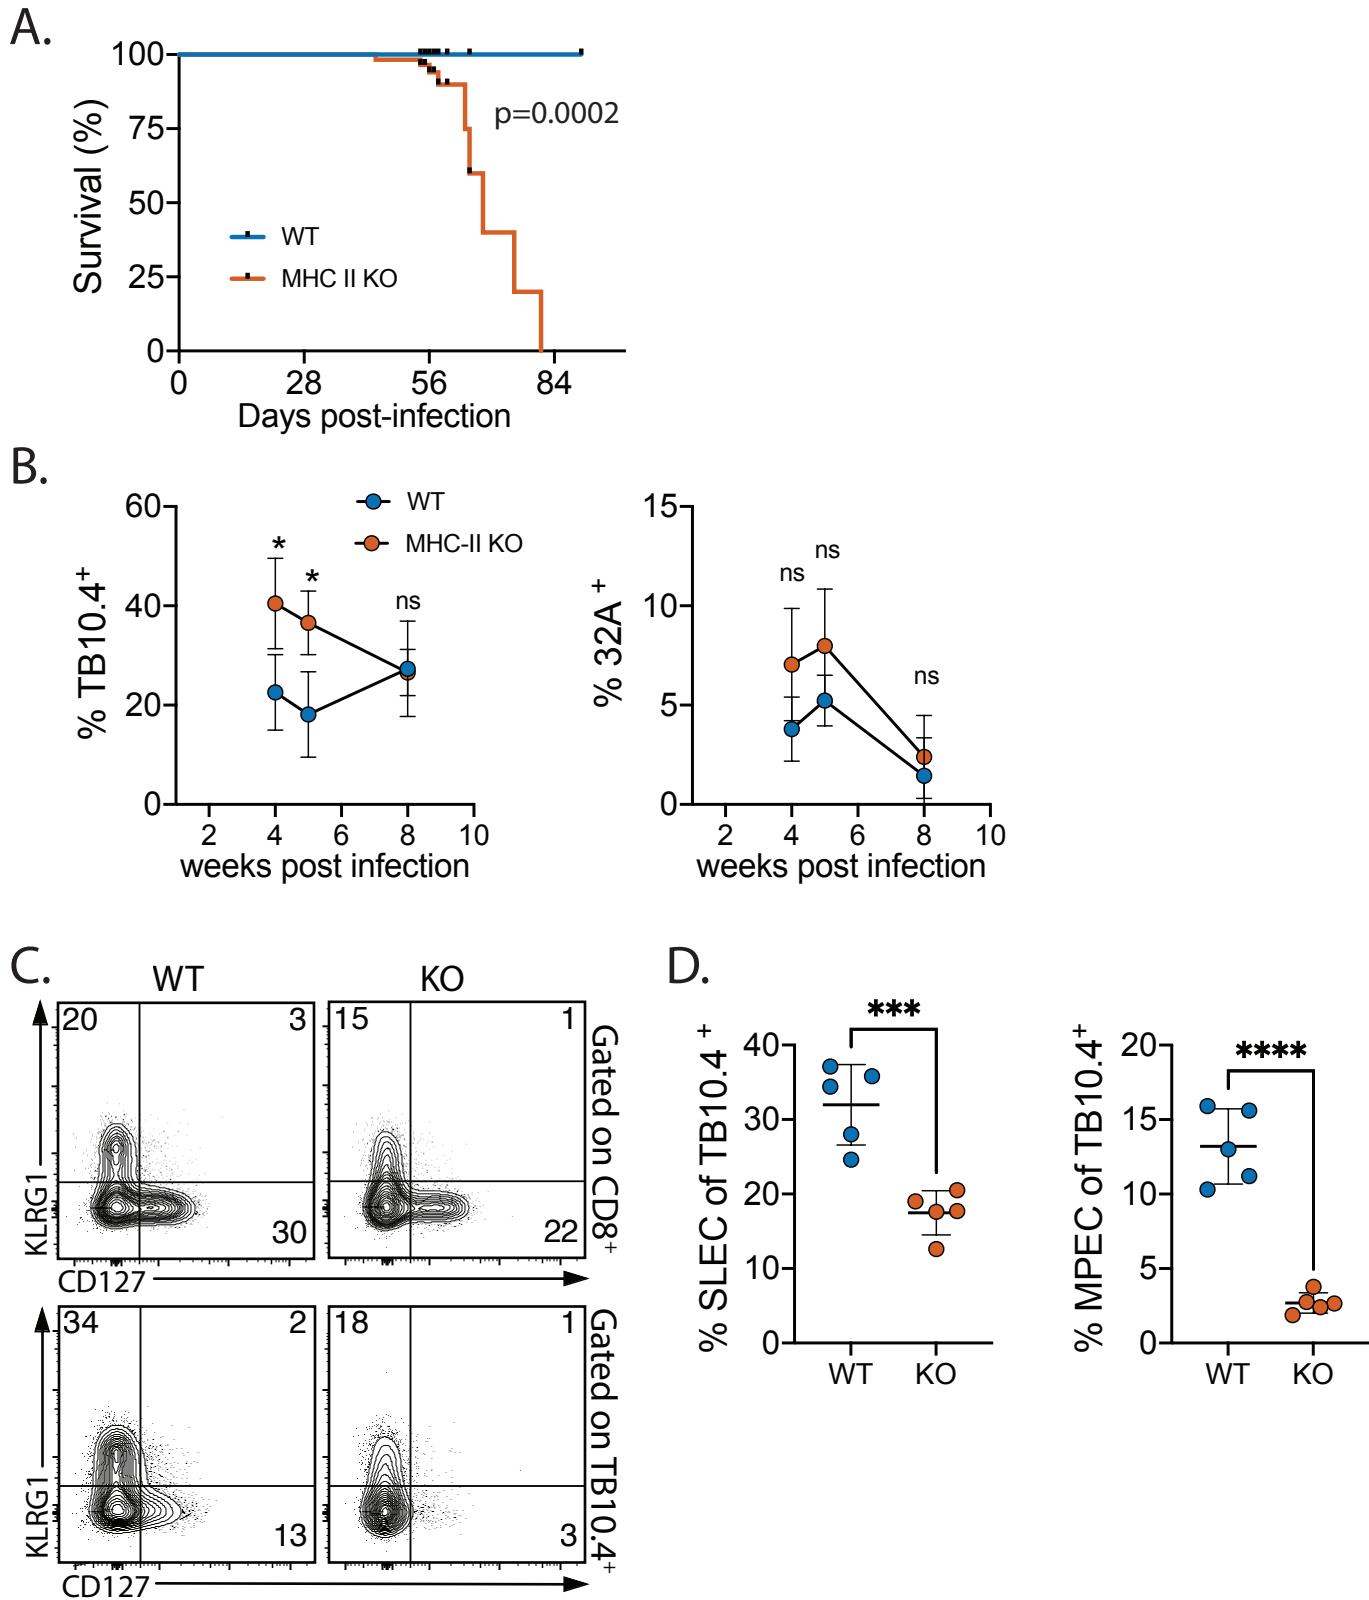 A.
100
75
50
25
0
Survival (%)
p=0.0002
WT
MHC II KO
0 28 56 84
Days post-infection
B.
60
40
20
0
% TB10.4+
WT
MHC-II KO
*
*
ns
2 4 6 8 10
weeks post infection
15
10
5
0
% 32A+
ns
ns
ns
2 4 6 8 10
weeks post infection
C.
WT KO
20 3
30
15 1
22
KLRG1
CD127
Gated on CD8+
34 2
13
18 1
3
KLRG1
CD127
Gated on TB10.4+
D.
***
40
30
20
10
0
% SLEC of TB10.4+
WT KO
****
20
15
10
5
0
% MPEC of TB10.4+
WT KO